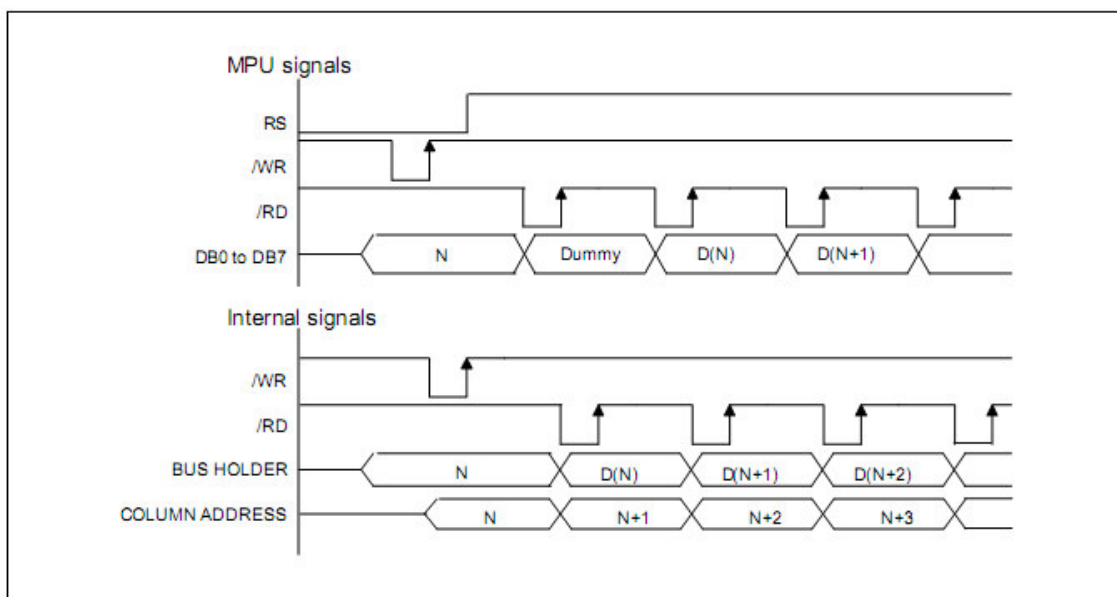 MPU signals
RS
/WR
/RD
DB0 to DB7 N Dummy D(N) D(N+1)
Internal signals
/WR
/RD
BUS HOLDER N D(N) D(N+1) D(N+2)
COLUMN ADDRESS N N+1 N+2 N+3